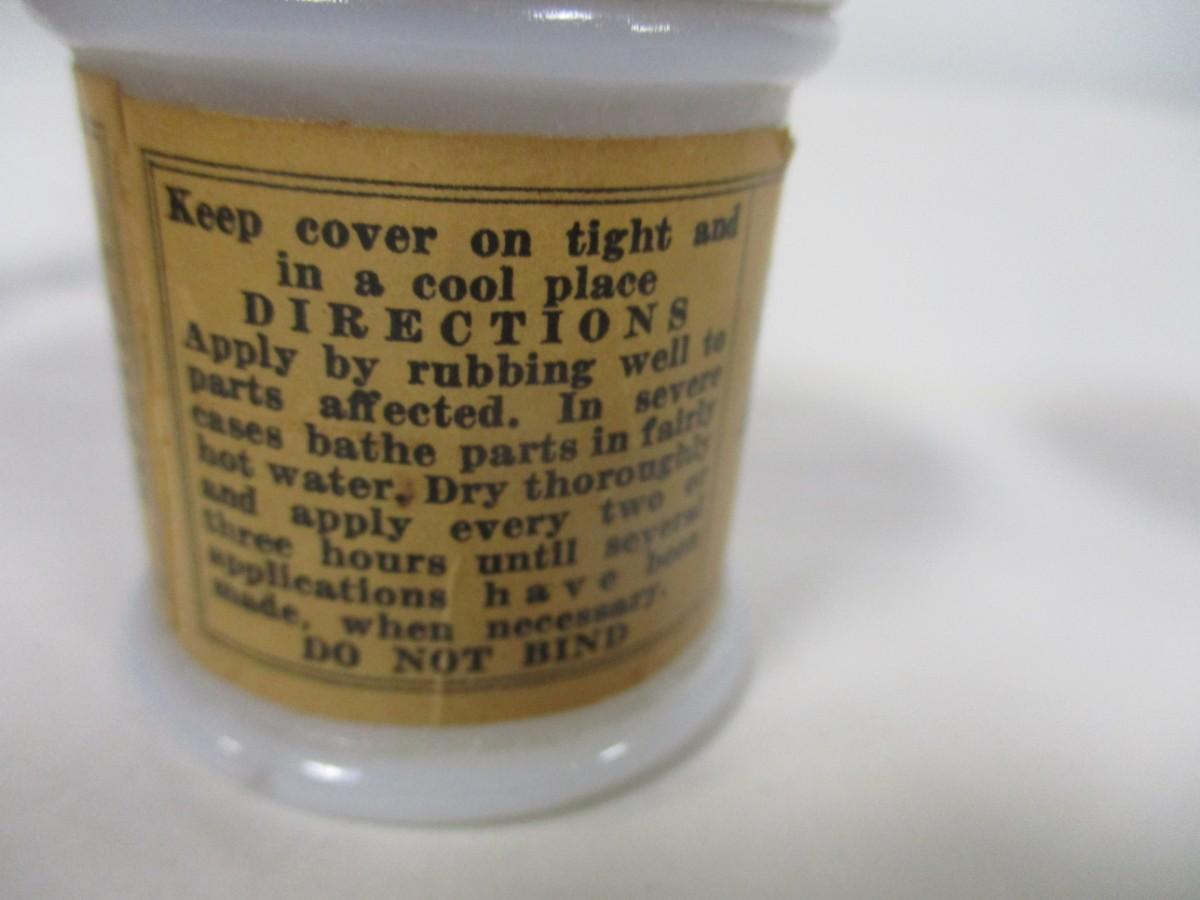 Keep cover on tight and
in a cool place
DIRECTIONS
Apply by rubbing well to
parts affected. In severe
cases bathe parts in fairly
hot water. Dry thoroughly
and apply every two or
three hours until several
applications have been
made, when necessary.
DO NOT BIND